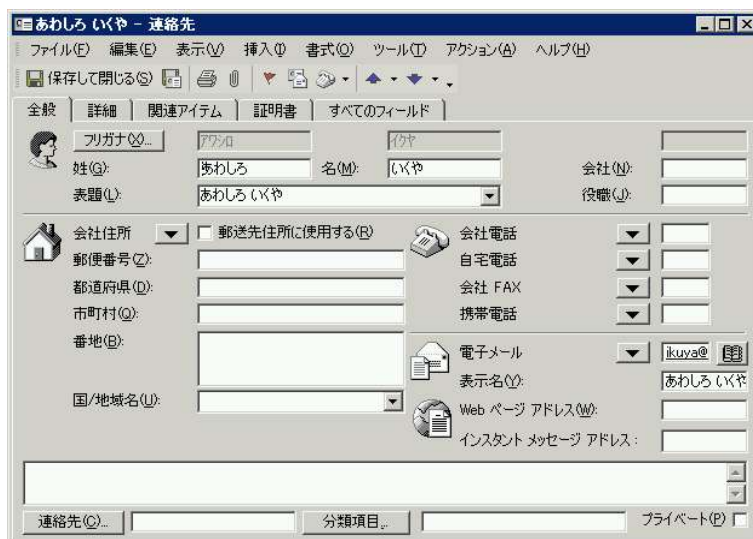 あわしろ いくや - 連絡先
ファイル(F) 編集(E) 表示(V) 挿入(I) 書式(O) ツール(T) アクション(A) ヘルプ(H)
保存して閉じる(S)
全般 詳細 関連アイテム 証明書 すべてのフィールド
フリガナ(X)... アワシロ イクヤ
姓(G): あわしろ 名(M): いくや 会社(N):
表題(L): あわしろ いくや 役職(J):
会社住所 郵送先住所に使用する(R) 会社電話
郵便番号(Z): 自宅電話
都道府県(D): 会社 FAX
市町村(Q): 携帯電話
番地(B):
電子メール ikuya@
表示名(Y): あわしろ いくや
国/地域名(U): Web ページ アドレス(W):
インスタント メッセージ アドレス:
連絡先(C)... 分類項目... プライベート(P)